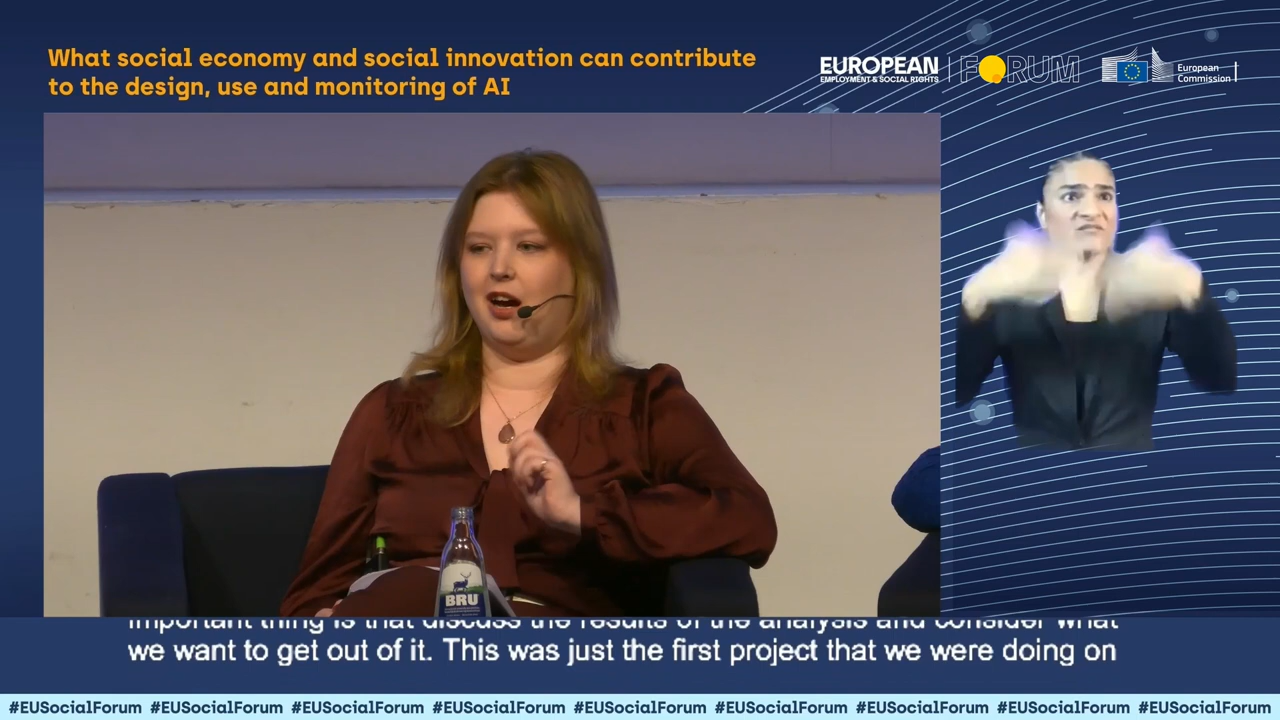 What social economy and social innovation can contribute
to the design, use and monitoring of AI
EUROPEAN
EMPLOYMENT & SOCIAL RIGHTS
FORUM
European
Commission
BRU
important thing is that discuss the results of the analysis and consider what
we want to get out of it. This was just the first project that we were doing on
#EUSocialForum #EUSocialForum #EUSocialForum #EUSocialForum #EUSocialForum #EUSocialForum #EUSocialForum #EUSocialForum #EUSocialForum